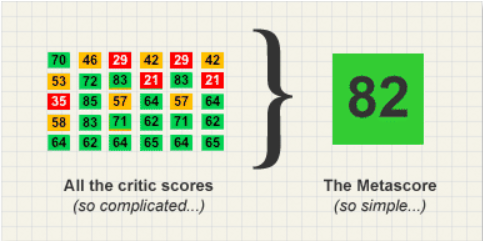 70 46 29 42 29 42
53 72 83 21 83 21
35 85 57 64 57 64
58 83 71 62 71 62
64 62 64 65 64 65
}
82
All the critic scores
(so complicated...)
The Metascore
(so simple...)